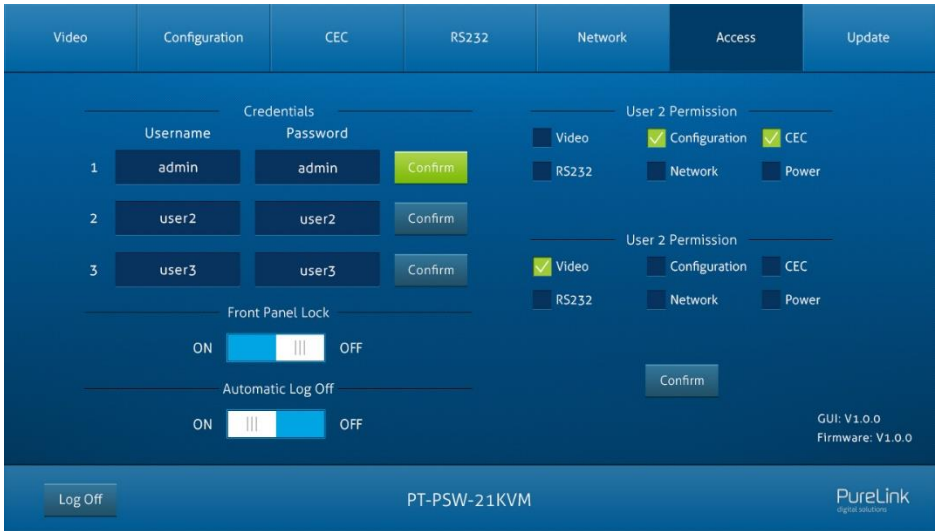 Video Configuration CEC RS232 Network Access Update
Credentials
Username Password
1 admin admin Confirm
2 user2 user2 Confirm
3 user3 user3 Confirm
Front Panel Lock
ON OFF
Automatic Log Off
ON OFF
User 2 Permission
Video Configuration CEC
RS232 Network Power
User 2 Permission
Video Configuration CEC
RS232 Network Power
Confirm
GUI: V1.0.0
Firmware: V1.0.0
Log Off PT-PSW-21KVM PureLink
digital solutions